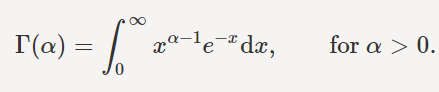 Γ(α) = ∫₀^∞ x^{α−1}e^{−x}dx, for α > 0.